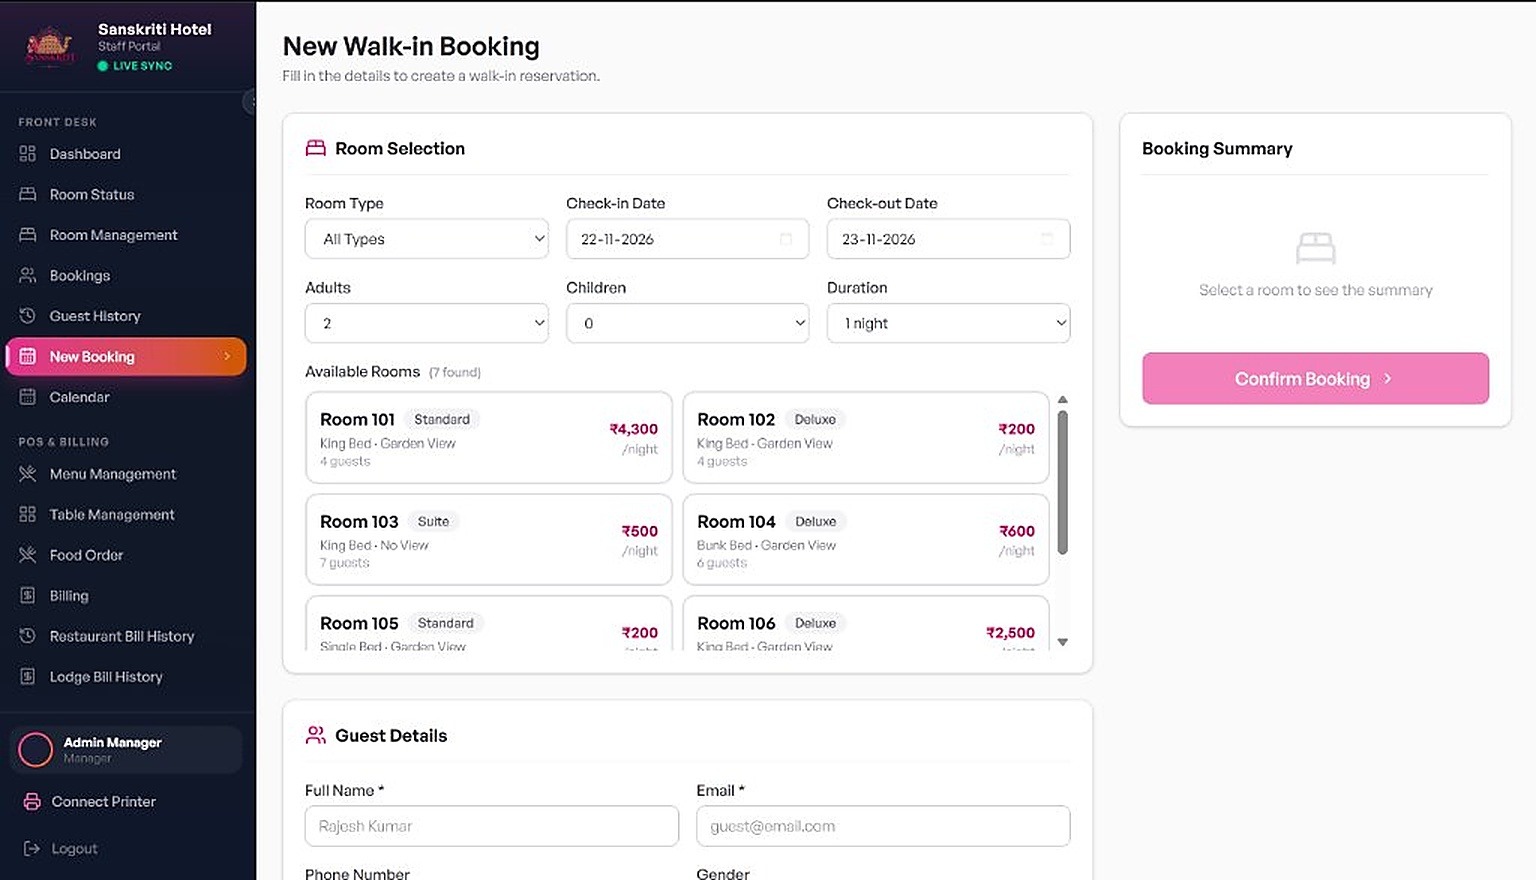 Sanskriti Hotel
Staff Portal
LIVE SYNC
FRONT DESK
Dashboard
Room Status
Room Management
Bookings
Guest History
New Booking
Calendar
POS & BILLING
Menu Management
Table Management
Food Order
Billing
Restaurant Bill History
Lodge Bill History
Admin Manager
Manager
Connect Printer
Logout
New Walk-in Booking
Fill in the details to create a walk-in reservation.
Room Selection
Room Type
Check-in Date
Check-out Date
All Types
22-11-2026
23-11-2026
Adults
Children
Duration
2
0
1 night
Available Rooms (7 found)
Room 101 Standard
King Bed · Garden View
4 guests
₹4,300
/night
Room 102 Deluxe
King Bed · Garden View
4 guests
₹200
/night
Room 103 Suite
King Bed · No View
7 guests
₹500
/night
Room 104 Deluxe
Bunk Bed · Garden View
6 guests
₹600
/night
Room 105 Standard
Single Bed · Garden View
₹200
/night
Room 106 Deluxe
King Bed · Garden View
₹2,500
/night
Guest Details
Full Name *
Email *
Rajesh Kumar
guest@email.com
Phone Number
Gender
Booking Summary
Select a room to see the summary
Confirm Booking